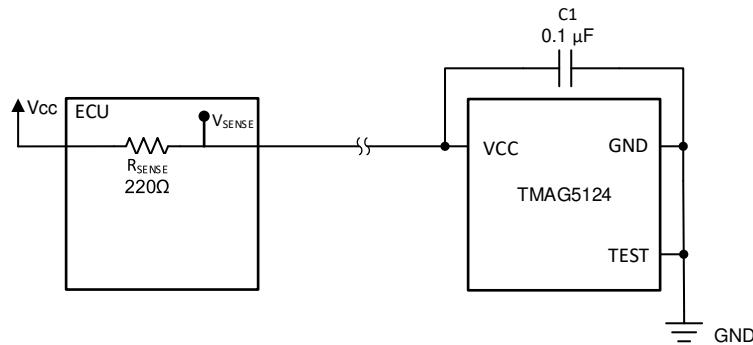 C1
0.1 µF
Vcc
ECU
VSENSE
RSENSE
220Ω
VCC
GND
TMAG5124
TEST
GND